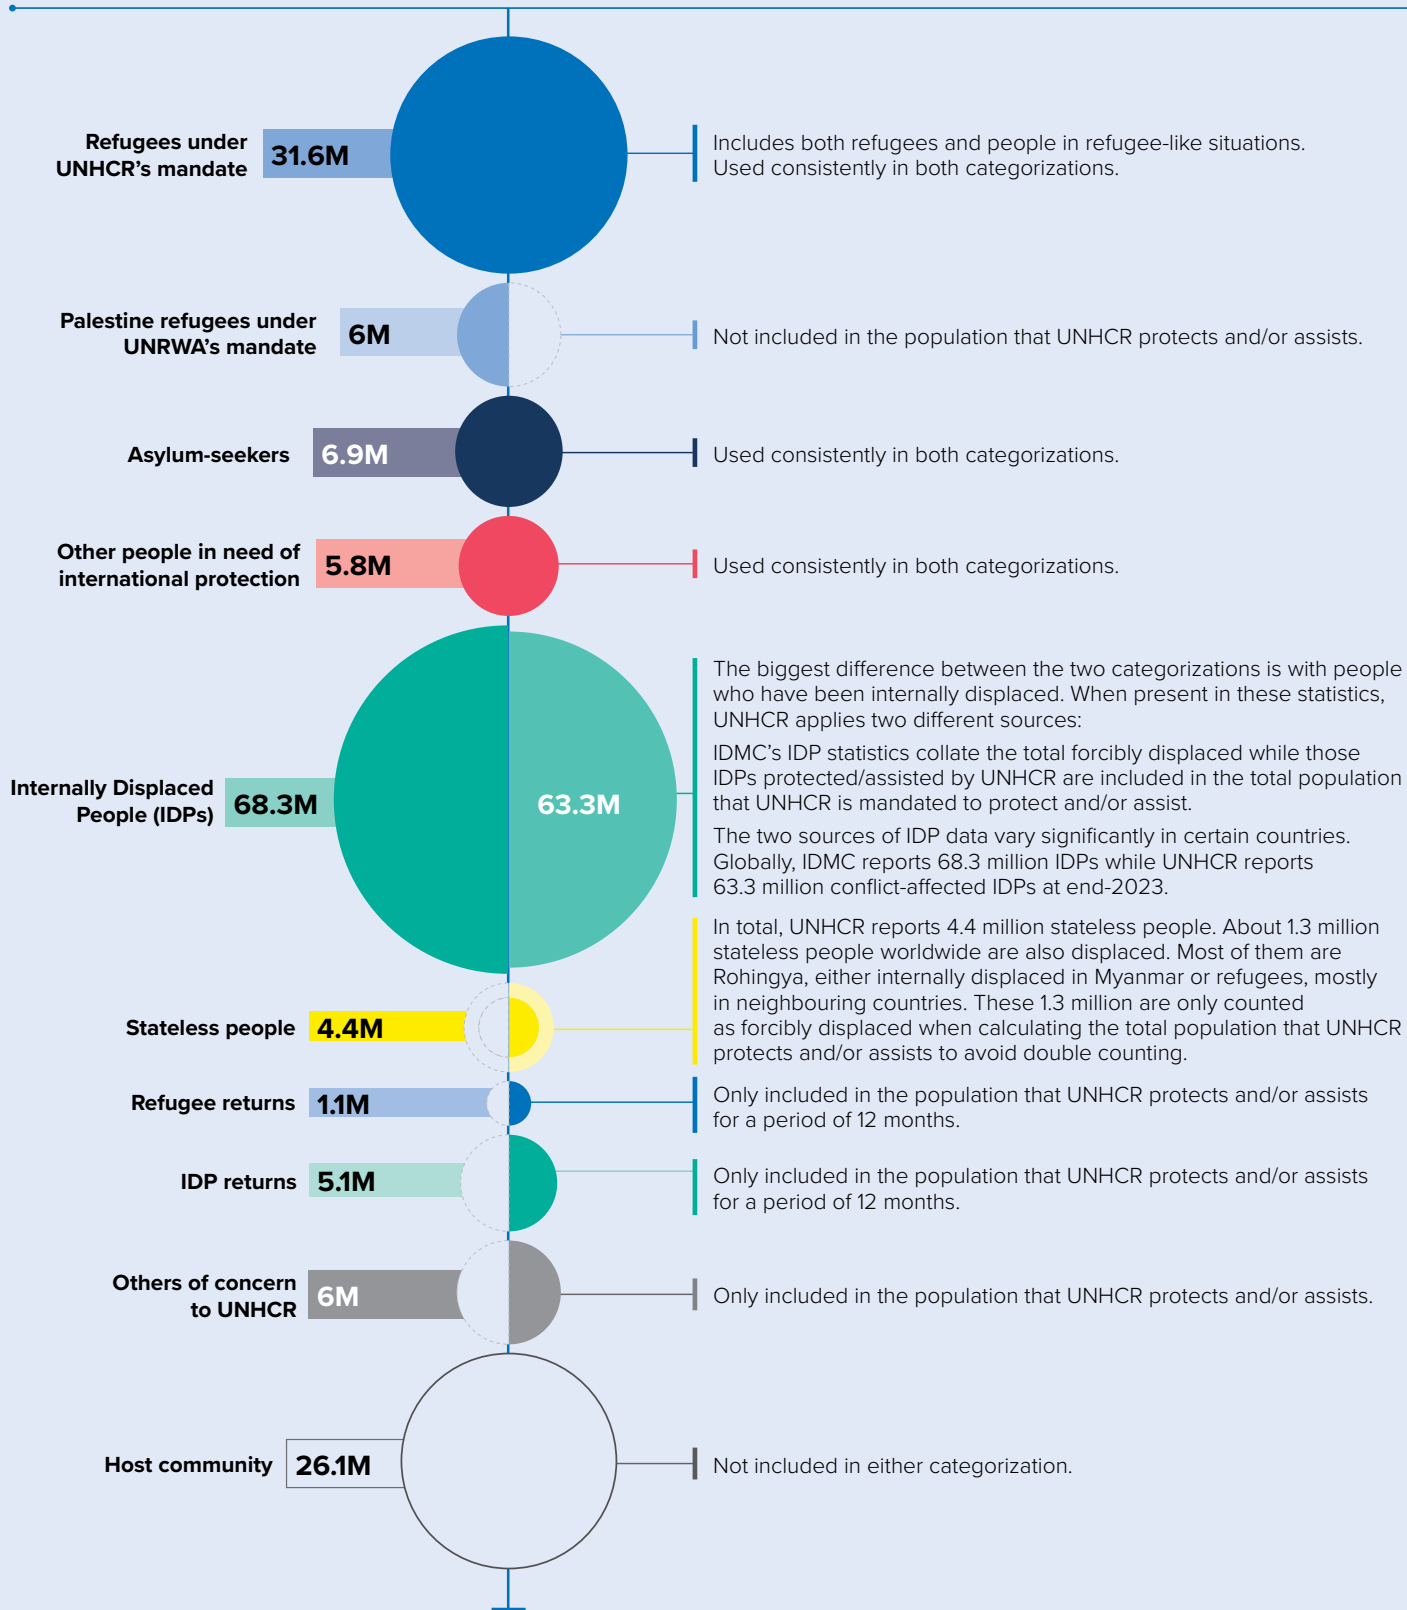 Refugees under
UNHCR’s mandate
31.6M
Includes both refugees and people in refugee-like situations.
Used consistently in both categorizations.
Palestine refugees under
UNRWA’s mandate
6M
Not included in the population that UNHCR protects and/or assists.
Asylum-seekers
6.9M
Used consistently in both categorizations.
Other people in need of
international protection
5.8M
Used consistently in both categorizations.
Internally Displaced
People (IDPs)
68.3M
63.3M
The biggest difference between the two categorizations is with people
who have been internally displaced. When present in these statistics,
UNHCR applies two different sources:
IDMC’s IDP statistics collate the total forcibly displaced while those
IDPs protected/assisted by UNHCR are included in the total population
that UNHCR is mandated to protect and/or assist.
The two sources of IDP data vary significantly in certain countries.
Globally, IDMC reports 68.3 million IDPs while UNHCR reports
63.3 million conflict-affected IDPs at end-2023.
Stateless people
4.4M
In total, UNHCR reports 4.4 million stateless people. About 1.3 million
stateless people worldwide are also displaced. Most of them are
Rohingya, either internally displaced in Myanmar or refugees, mostly
in neighbouring countries. These 1.3 million are only counted
as forcibly displaced when calculating the total population that UNHCR
protects and/or assists to avoid double counting.
Refugee returns
1.1M
Only included in the population that UNHCR protects and/or assists
for a period of 12 months.
IDP returns
5.1M
Only included in the population that UNHCR protects and/or assists
for a period of 12 months.
Others of concern
to UNHCR
6M
Only included in the population that UNHCR protects and/or assists.
Host community
26.1M
Not included in either categorization.